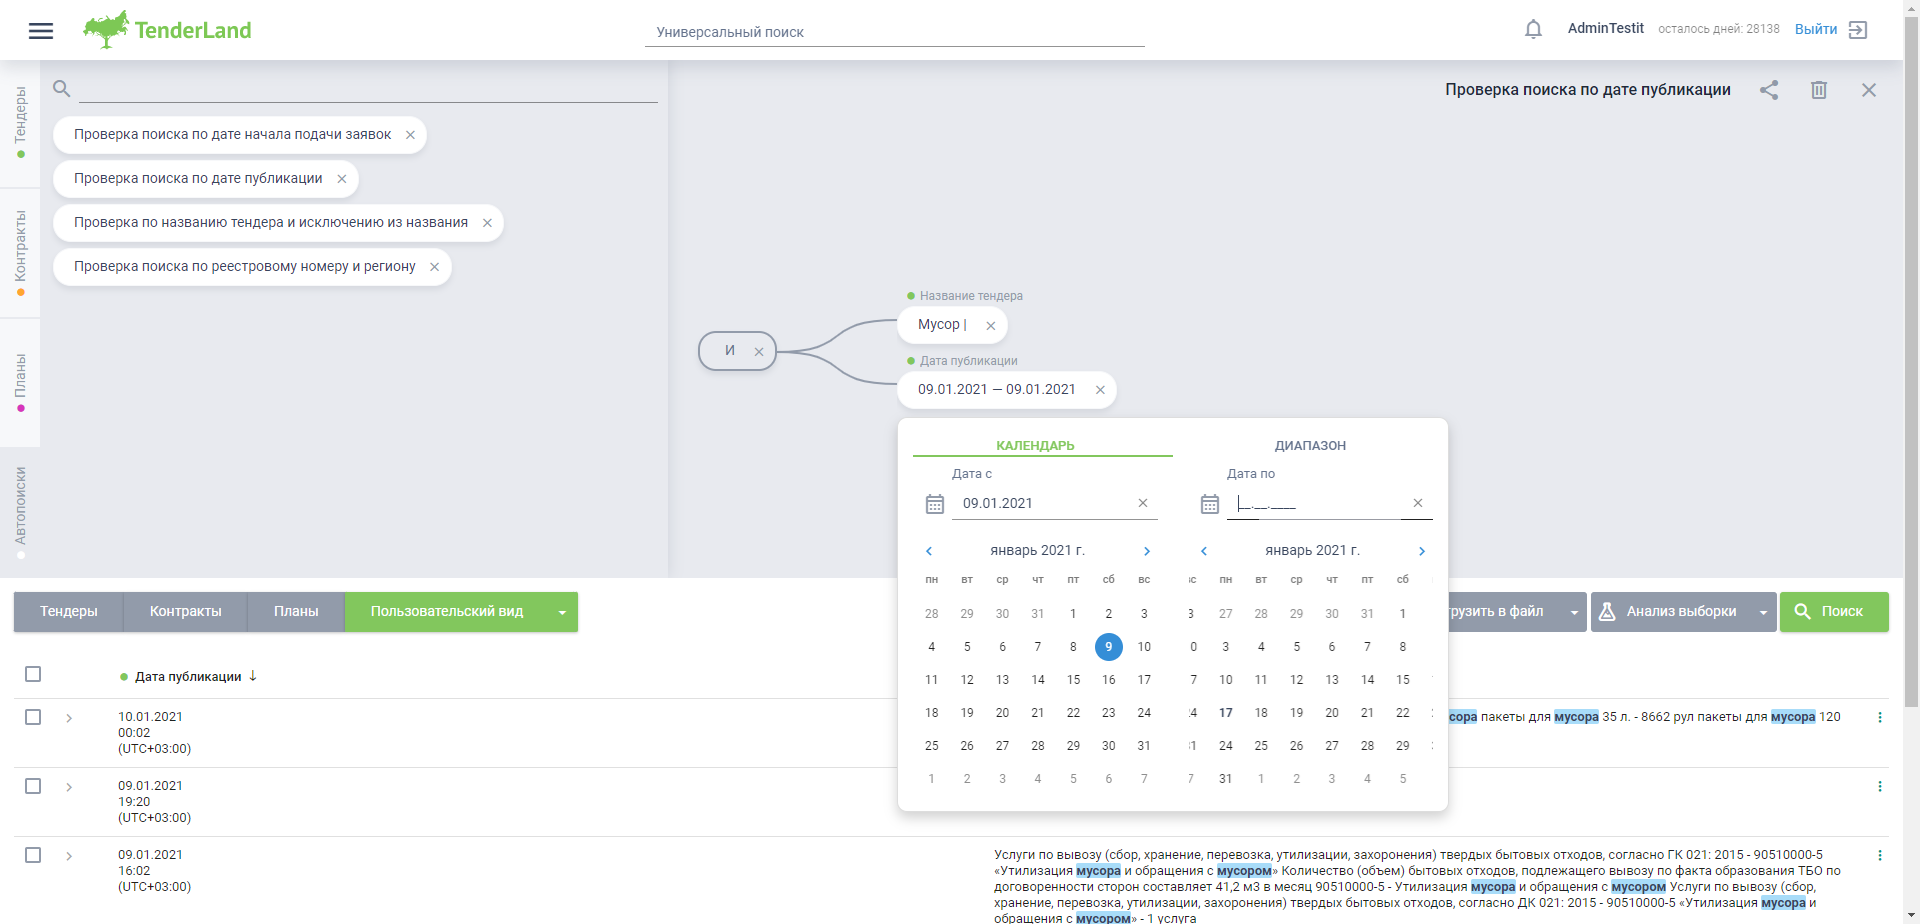 TenderLand
Универсальный поиск
AdminTestit
осталось дней: 28138
Выйти
Тендеры
Контракты
Планы
Автопоиски
Проверка поиска по дате начала подачи заявок
Проверка поиска по дате публикации
Проверка по названию тендера и исключению из названия
Проверка поиска по реестровому номеру и региону
Проверка поиска по дате публикации
И
Название тендера
Мусор |
Дата публикации
09.01.2021 — 09.01.2021
КАЛЕНДАРЬ ДИАПАЗОН
Дата с
09.01.2021
январь 2021 г.
пн вт ср чт пт сб вс
28 29 30 31 1 2 3
4 5 6 7 8 9 10
11 12 13 14 15 16 17
18 19 20 21 22 23 24
25 26 27 28 29 30 31
1 2 3 4 5 6 7
Дата по
__.__.____
январь 2021 г.
пн вт ср чт пт сб
27 28 29 30 31 1
3 4 5 6 7 8
10 11 12 13 14 15
17 18 19 20 21 22
24 25 26 27 28 29
31 1 2 3 4 5
Тендеры Контракты Планы Пользовательский вид
грузить в файл Анализ выборки Поиск
Дата публикации
10.01.2021
00:02
(UTC+03:00)
сора пакеты для мусора 35 л. - 8662 рул пакеты для мусора 120
09.01.2021
19:20
(UTC+03:00)
09.01.2021
16:02
(UTC+03:00)
Услуги по вывозу (сбор, хранение, перевозка, утилизации, захоронения) твердых бытовых отходов, согласно ГК 021: 2015 - 90510000-5
«Утилизация мусора и обращения с мусором» Количество (объем) бытовых отходов, подлежащего вывозу по факта образования ТБО по
договоренности сторон составляет 41,2 м3 в месяц 90510000-5 - Утилизация мусора и обращения с мусором Услуги по вывозу (сбор,
хранение, перевозка, утилизации, захоронения) твердых бытовых отходов, согласно ДК 021: 2015 - 90510000-5 «Утилизация мусора и
обращения с мусором» - 1 услуга